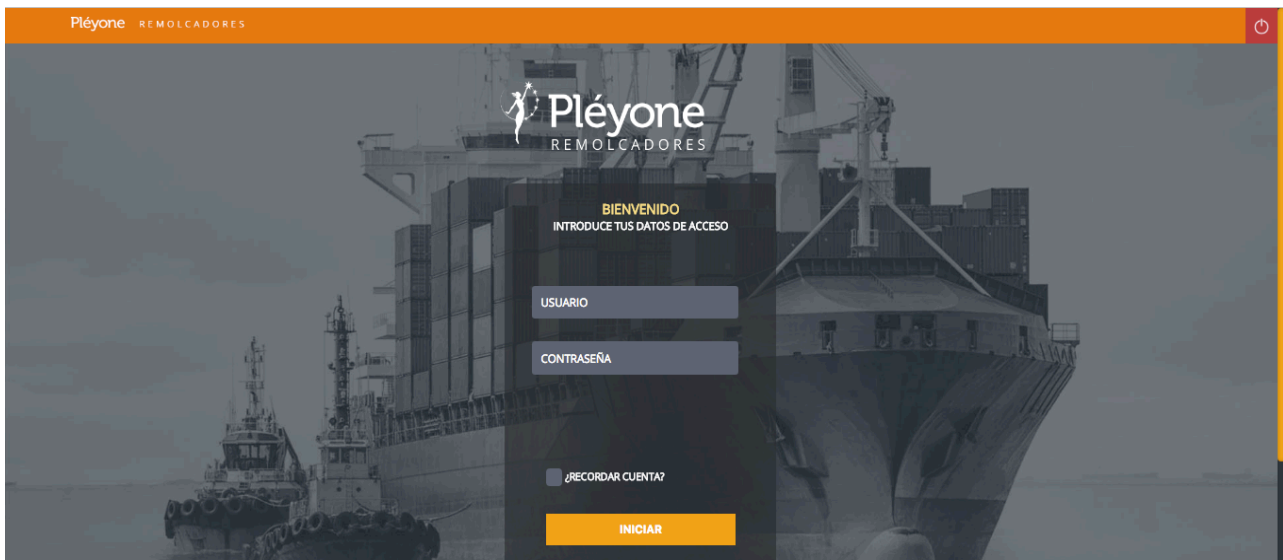 Pléyone REMOLCADORES
Pléyone
REMOLCADORES
BIENVENIDO
INTRODUCE TUS DATOS DE ACCESO
USUARIO
CONTRASEÑA
¿RECORDAR CUENTA?
INICIAR